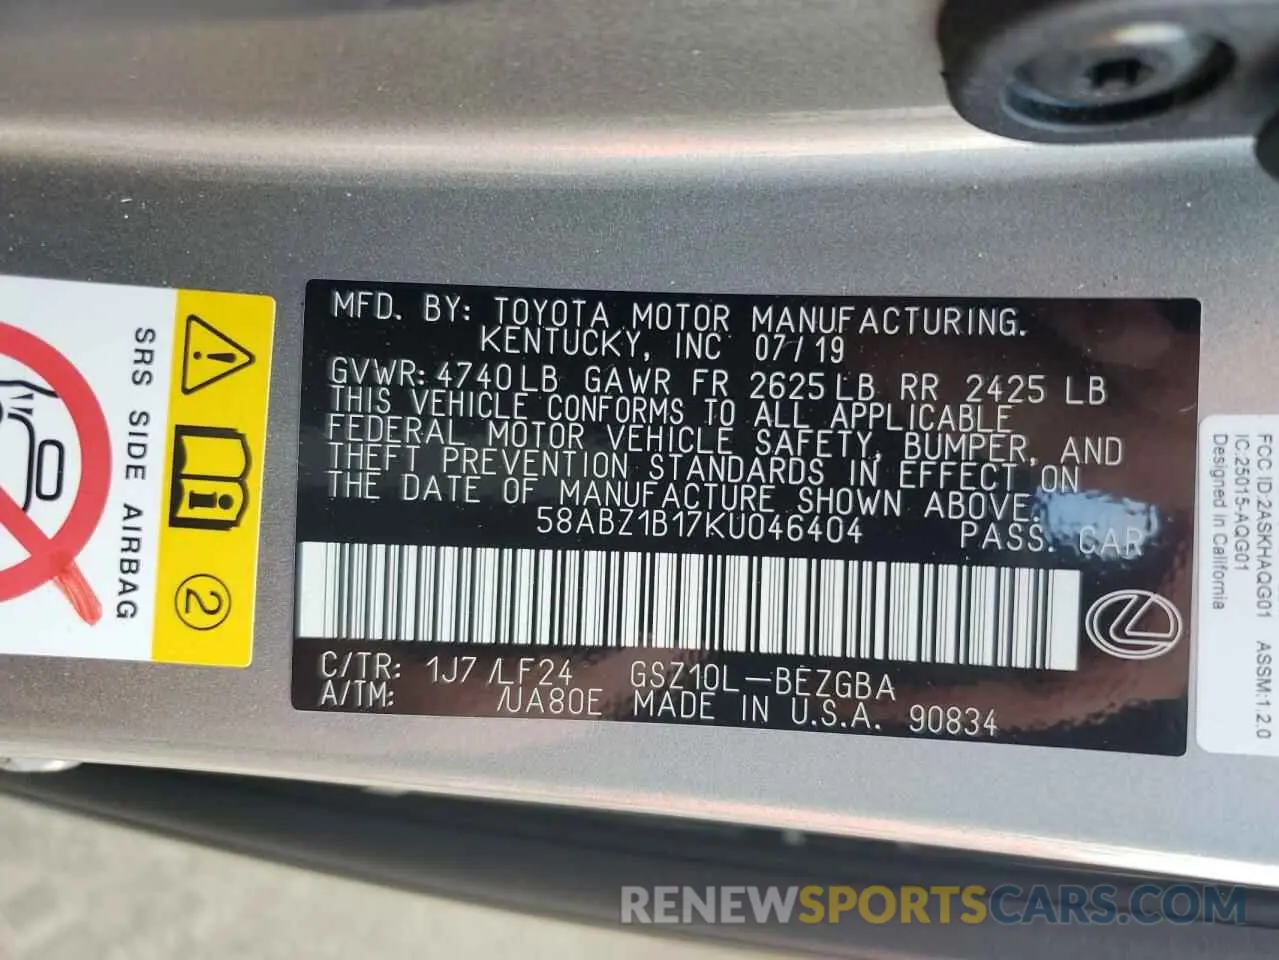 MFD. BY: TOYOTA MOTOR MANUFACTURING.
KENTUCKY, INC 07/19
GVWR: 4740LB GAWR FR 2625LB RR 2425 LB
THIS VEHICLE CONFORMS TO ALL APPLICABLE
FEDERAL MOTOR VEHICLE SAFETY, BUMPER, AND
THEFT PREVENTION STANDARDS IN EFFECT ON
THE DATE OF MANUFACTURE SHOWN ABOVE.
58ABZ1B17KU046404 PASS. CAR
C/TR: 1J7 /LF24 GSZ10L-BEZGBA
A/TM: /UA80E MADE IN U.S.A. 90834
SRS SIDE AIRBAG
2
FCC ID:2ASKHAQG01 ASSM:1.2.0
IC:25015-AQG01
Designed in California
RENEWSPORTSCARS.COM